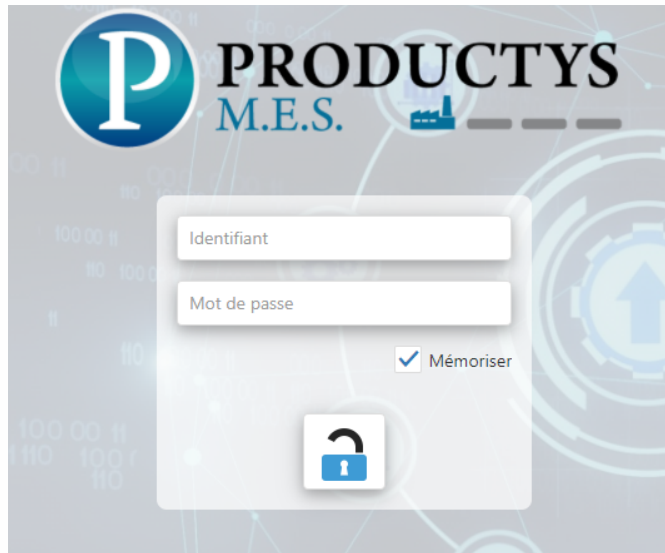 P PRODUCTYS
M.E.S.
Identifiant
Mot de passe
Mémoriser